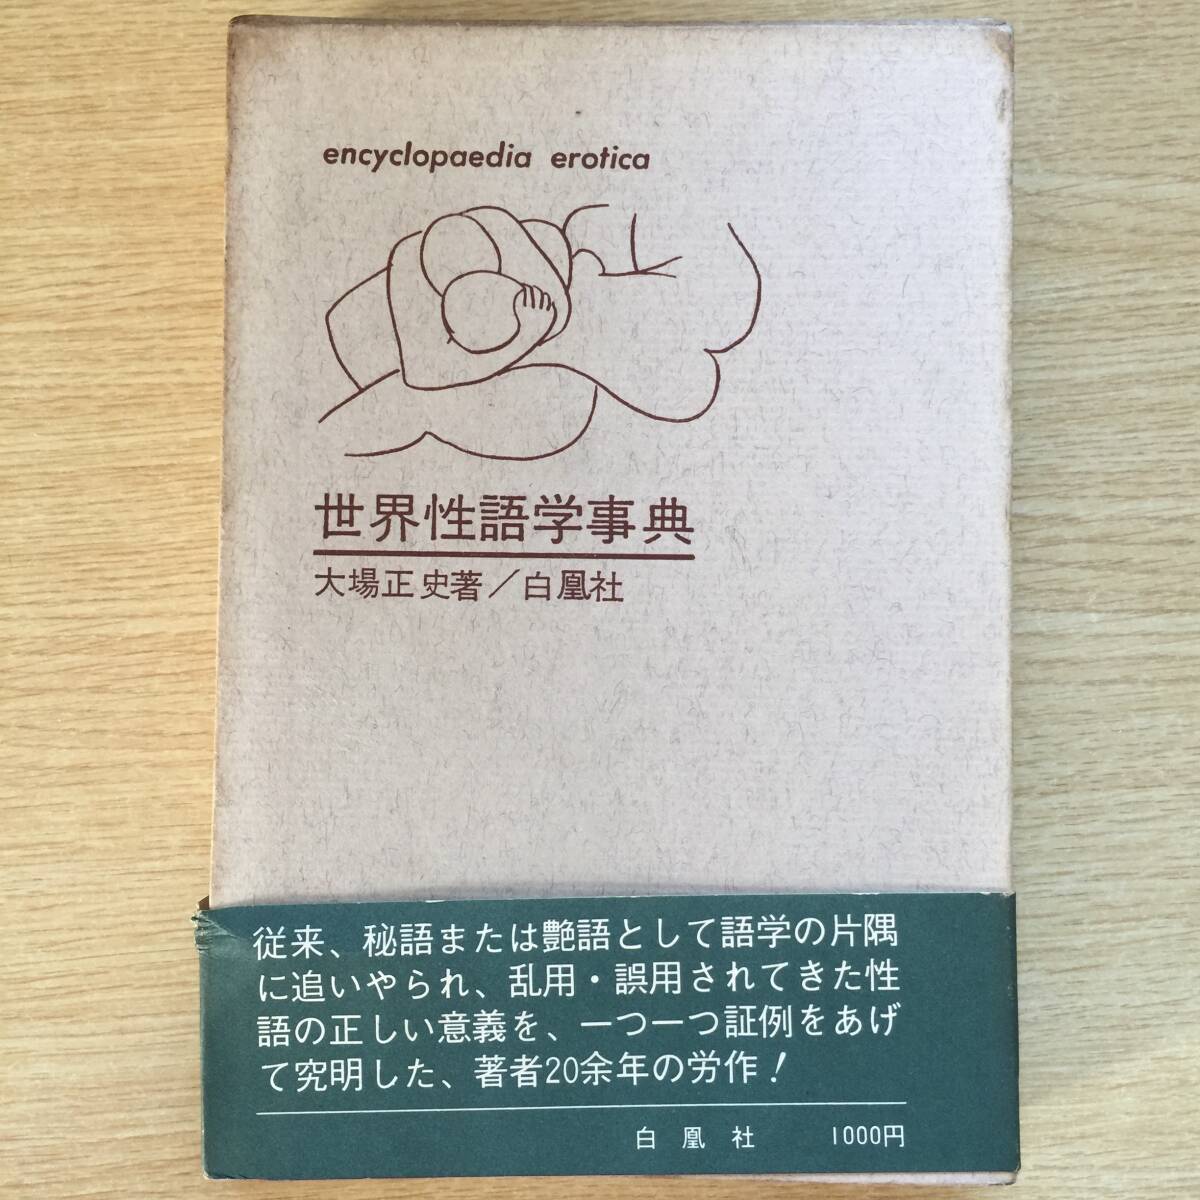 encyclopaedia erotica
世界性語学事典
大場正史著／白凰社
従来、秘語または艶語として語学の片隅
に追いやられ、乱用・誤用されてきた性
語の正しい意義を、一つ一つ証例をあげ
て究明した、著者20余年の労作！
白凰社 1000円